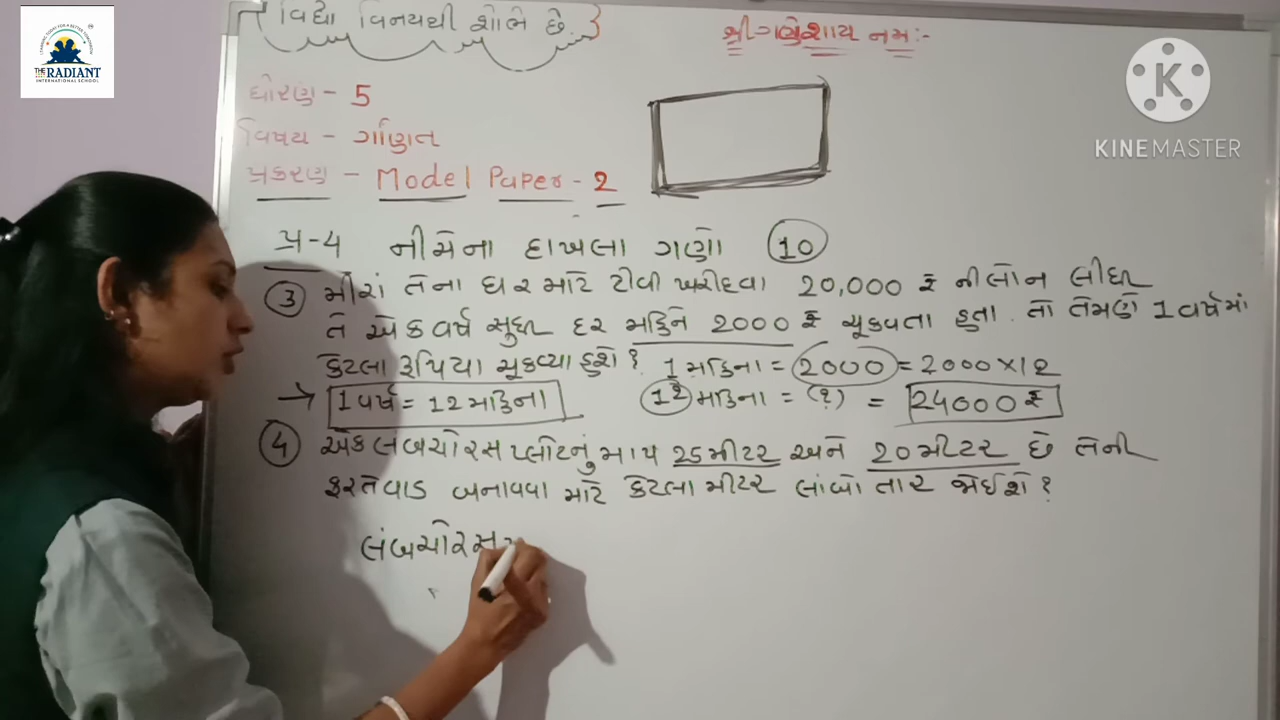 વિદ્યા વિનયથી શોભે છે.
શ્રી ગણેશાય નમઃ-
THE RADIANT
INTERNATIONAL SCHOOL
KINEMASTER
ધોરણ - 5
વિષય - ગણિત
પ્રકરણ - Model Paper - 2
પ્ર-4 નીચેના દાખલા ગણો 10
3 મીરાં તેના ઘર માટે ટીવી ખરીદવા 20,000 ₹ ની લોન લીધી
તે એક વર્ષ સુધી દર મહિને 2000 ₹ ચૂકવતા હતા. તો તેમણે 1 વર્ષમાં
કેટલા રૂપિયા ચૂકવ્યા હશે? 1 મહિના = 2000 = 2000 × 12
→ 1 વર્ષ = 12 મહિના 12 મહિના = (?) = 24000 ₹
4 એક લંબચોરસ પ્લોટનું માપ 25 મીટર અને 20 મીટર છે તેની
ફરતે વાડ બનાવવા માટે કેટલા મીટર લાંબો તાર જોઈશે?
લંબચોરસ